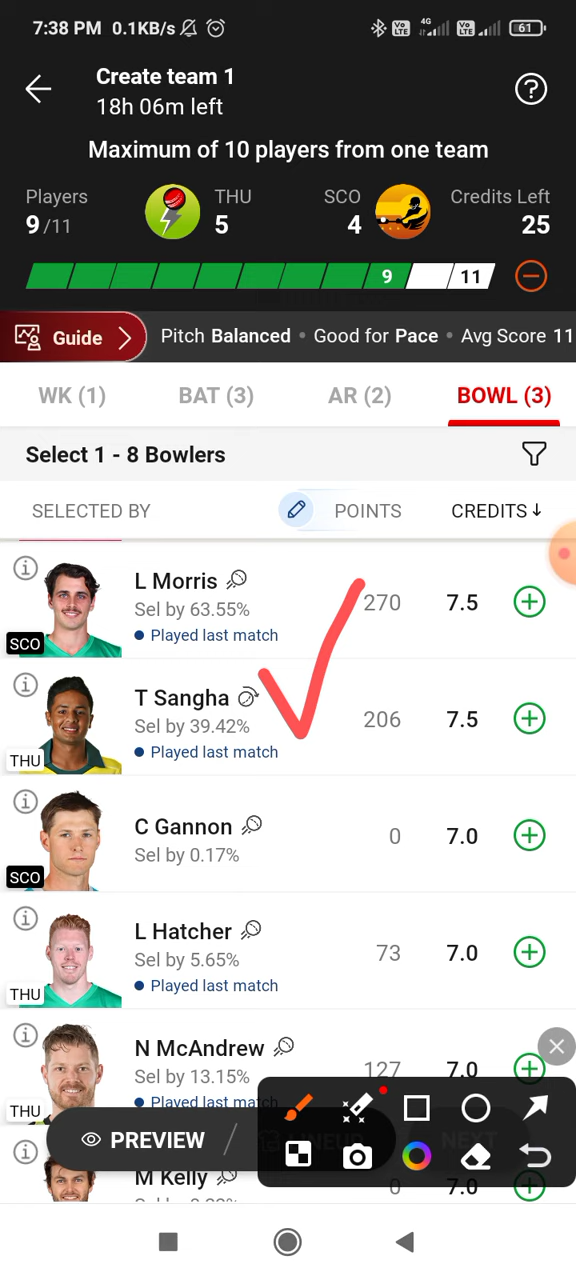 7:38 PM 0.1KB/s 4G Vo LTE Vo LTE 61
Create team 1
18h 06m left
Maximum of 10 players from one team
Players THU SCO Credits Left
9/11 5 4 25
9 11
Guide Pitch Balanced • Good for Pace • Avg Score 11
WK (1) BAT (3) AR (2) BOWL (3)
Select 1 - 8 Bowlers
SELECTED BY POINTS CREDITS↓
L Morris
Sel by 63.55% 270 7.5
Played last match
SCO
T Sangha
Sel by 39.42% 206 7.5
Played last match
THU
C Gannon
Sel by 0.17% 0 7.0
SCO
L Hatcher
Sel by 5.65% 73 7.0
Played last match
THU
N McAndrew
Sel by 13.15% 127 7.0
Played last match
THU
PREVIEW NEXT
M Kelly 0 7.0